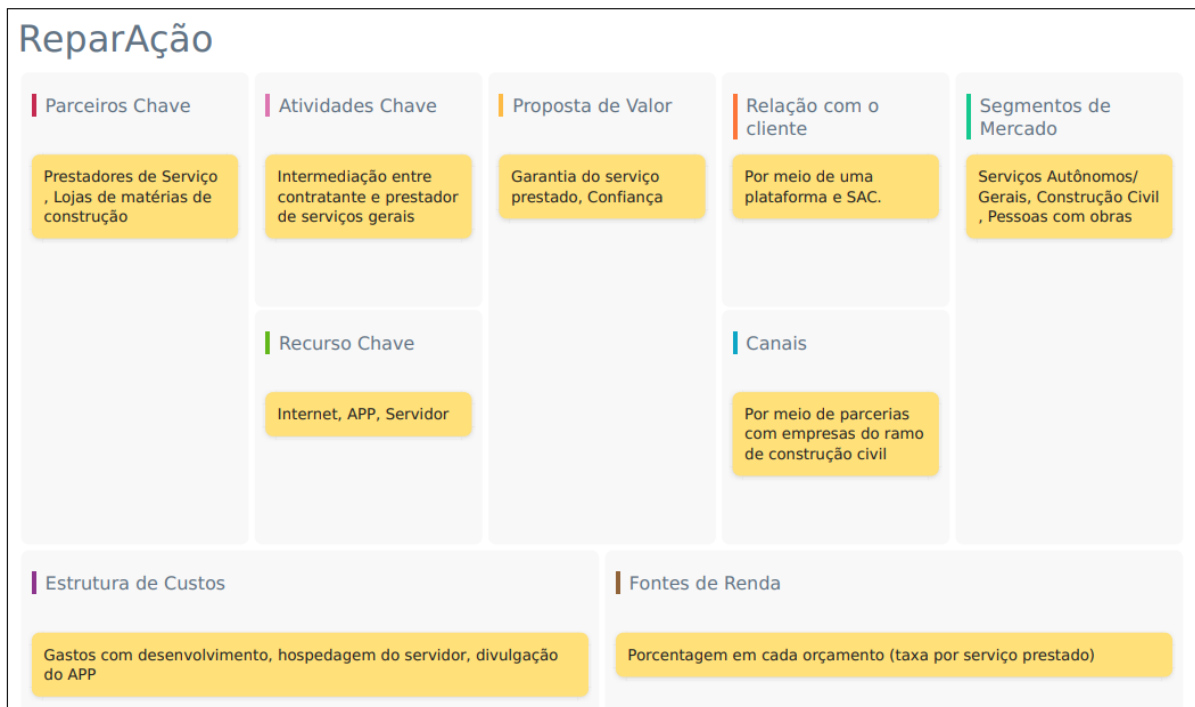 ReparAção
Parceiros Chave
Prestadores de Serviço
, Lojas de matérias de
construção
Atividades Chave
Intermediação entre
contratante e prestador
de serviços gerais
Recurso Chave
Internet, APP, Servidor
Proposta de Valor
Garantia do serviço
prestado, Confiança
Relação com o
cliente
Por meio de uma
plataforma e SAC.
Canais
Por meio de parcerias
com empresas do ramo
de construção civil
Segmentos de
Mercado
Serviços Autônomos/
Gerais, Construção Civil
, Pessoas com obras
Estrutura de Custos
Gastos com desenvolvimento, hospedagem do servidor, divulgação
do APP
Fontes de Renda
Porcentagem em cada orçamento (taxa por serviço prestado)